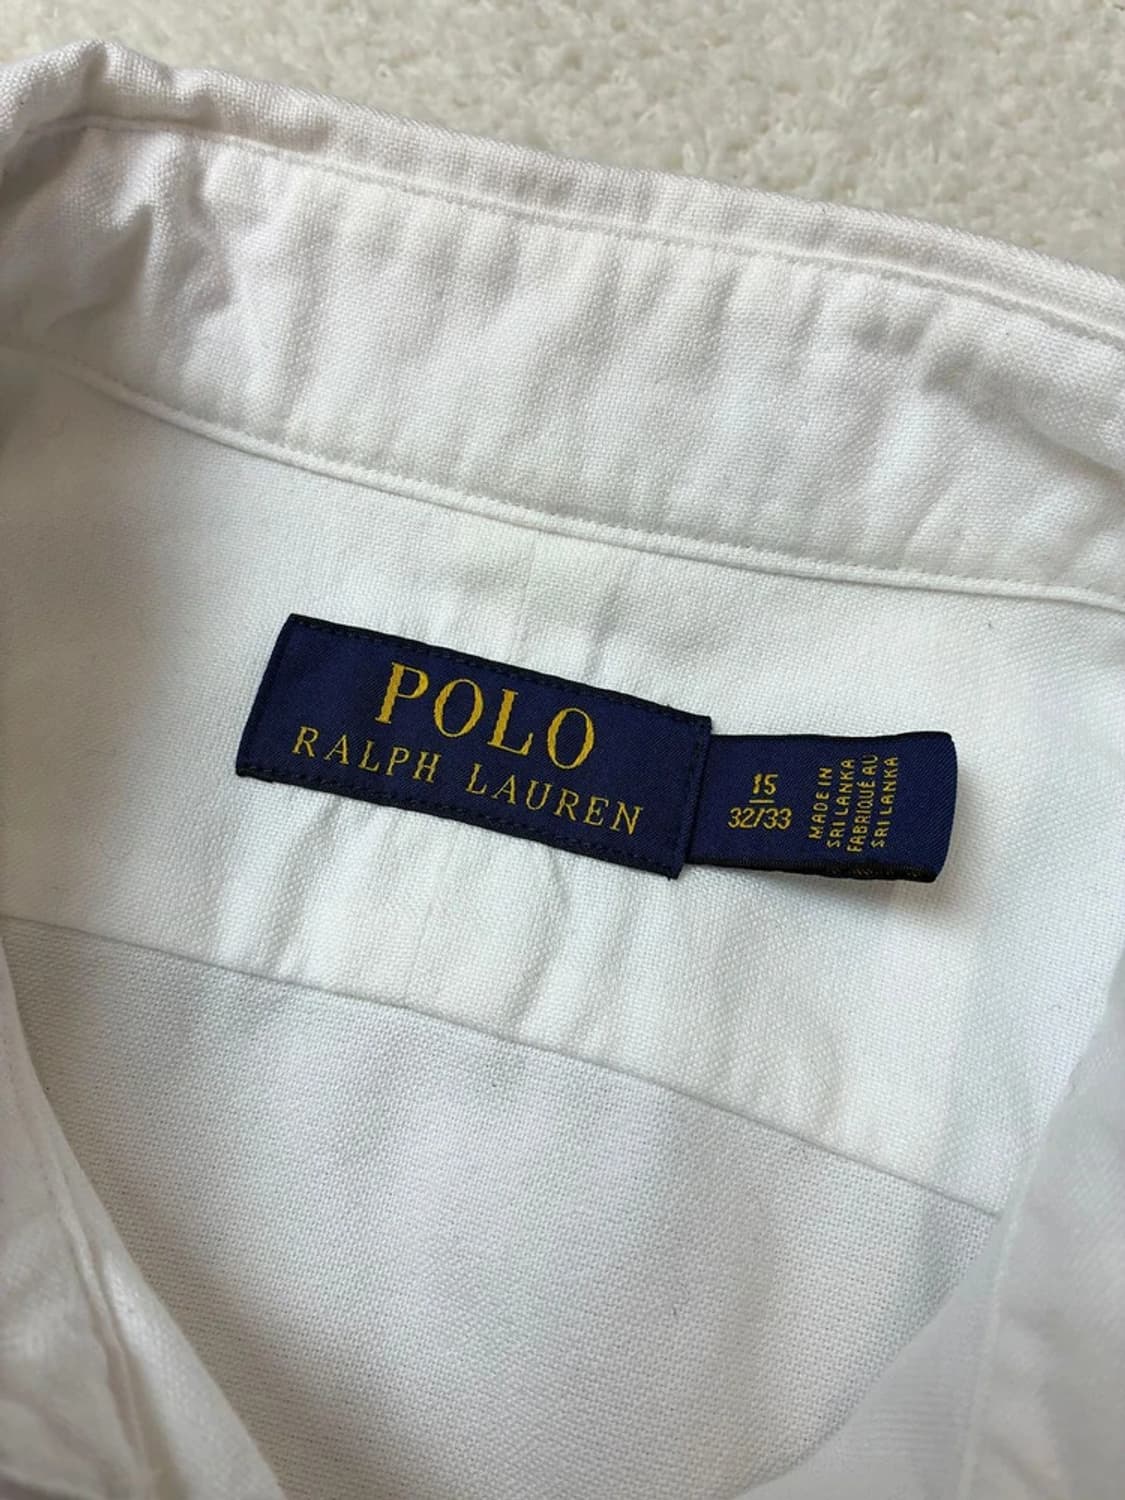 POLO
RALPH LAUREN
15
32/33
MADE IN
SRI LANKA
FABRIQUÉ AU
SRI LANKA